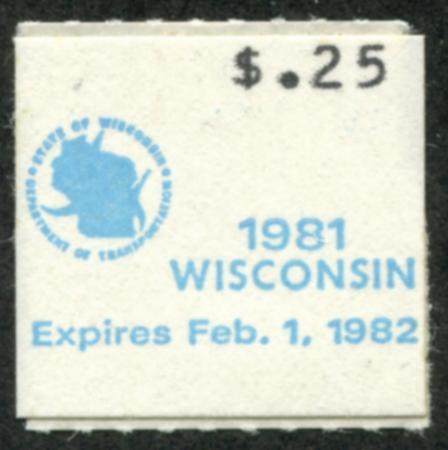 $.25
STATE OF WISCONSIN
DEPARTMENT OF TRANSPORTATION
1981
WISCONSIN
Expires Feb. 1, 1982